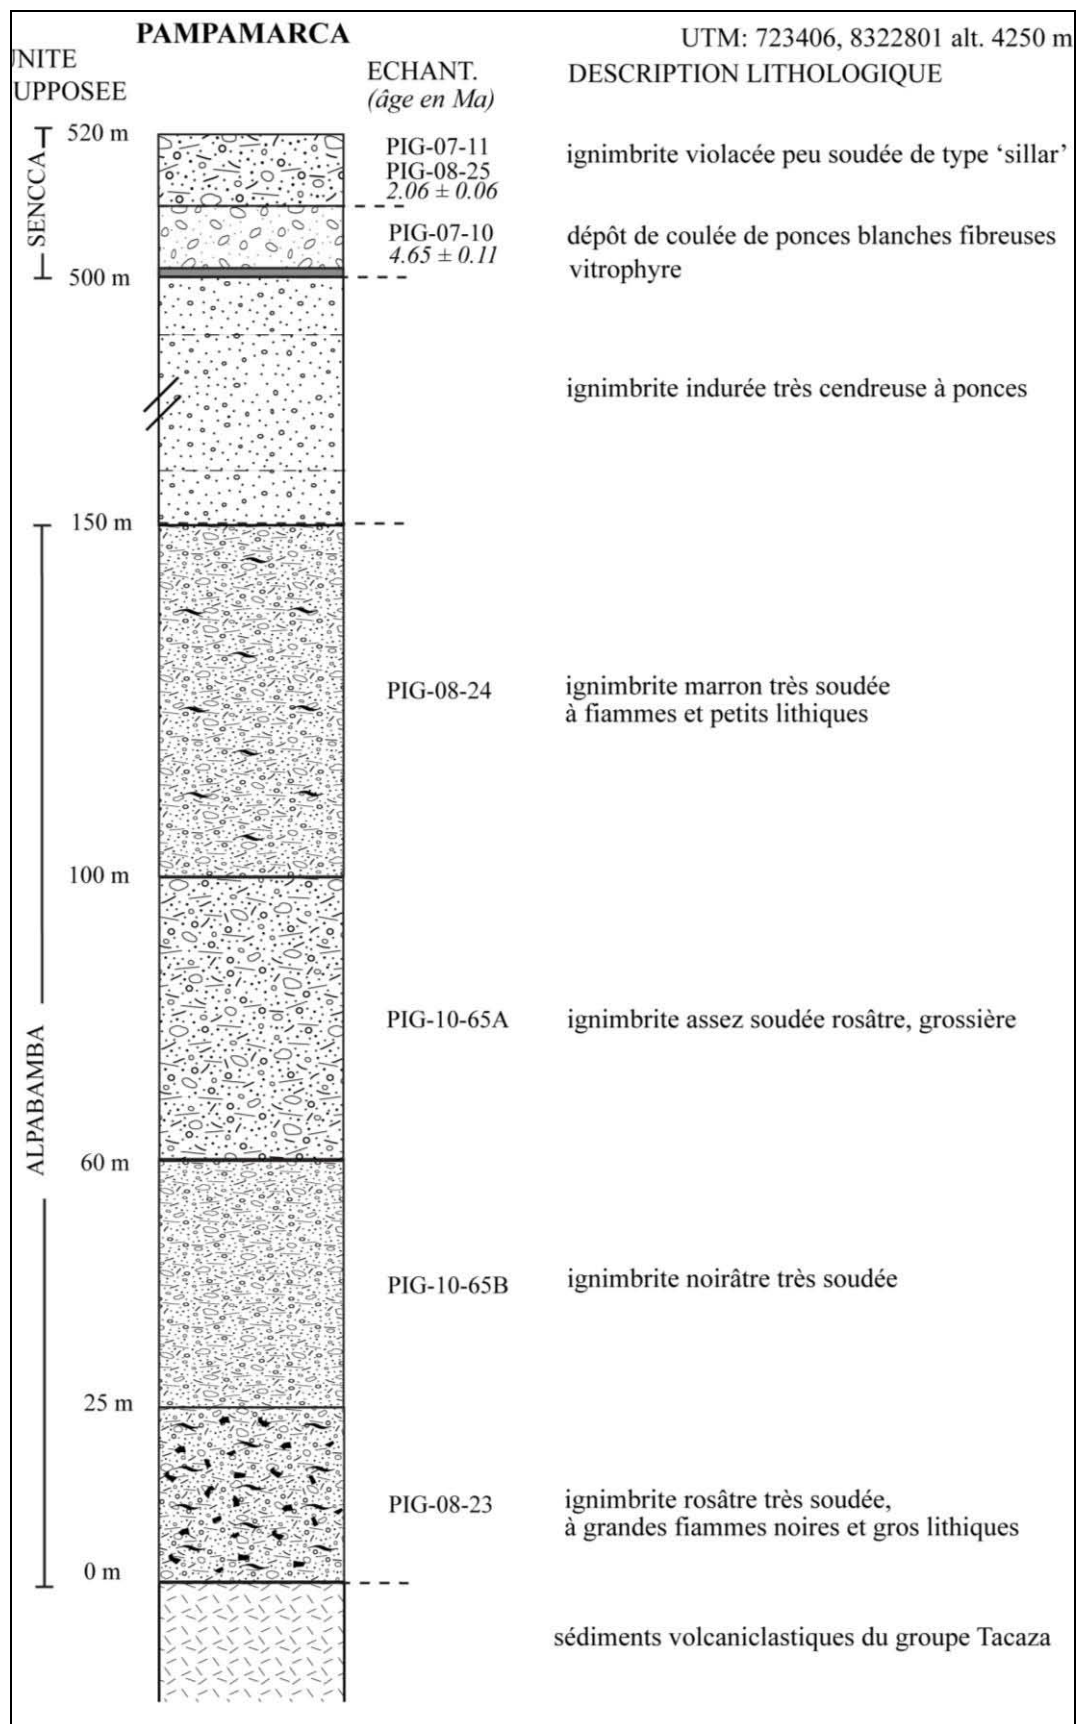 PAMPAMARCA
UTM: 723406, 8322801 alt. 4250 m
UNITE
UPPOSEE
ECHANT.
(âge en Ma)
DESCRIPTION LITHOLOGIQUE
520 m
SENCCA
PIG-07-11
PIG-08-25
2.06 ± 0.06
ignimbrite violacée peu soudée de type ‘sillar’
PIG-07-10
4.65 ± 0.11
dépôt de coulée de ponces blanches fibreuses
vitrophyre
500 m
ignimbrite indurée très cendreuse à ponces
150 m
PIG-08-24
ignimbrite marron très soudée
à fiammes et petits lithiques
100 m
ALPABAMBA
PIG-10-65A
ignimbrite assez soudée rosâtre, grossière
60 m
PIG-10-65B
ignimbrite noirâtre très soudée
25 m
PIG-08-23
ignimbrite rosâtre très soudée,
à grandes fiammes noires et gros lithiques
0 m
sédiments volcaniclastiques du groupe Tacaza